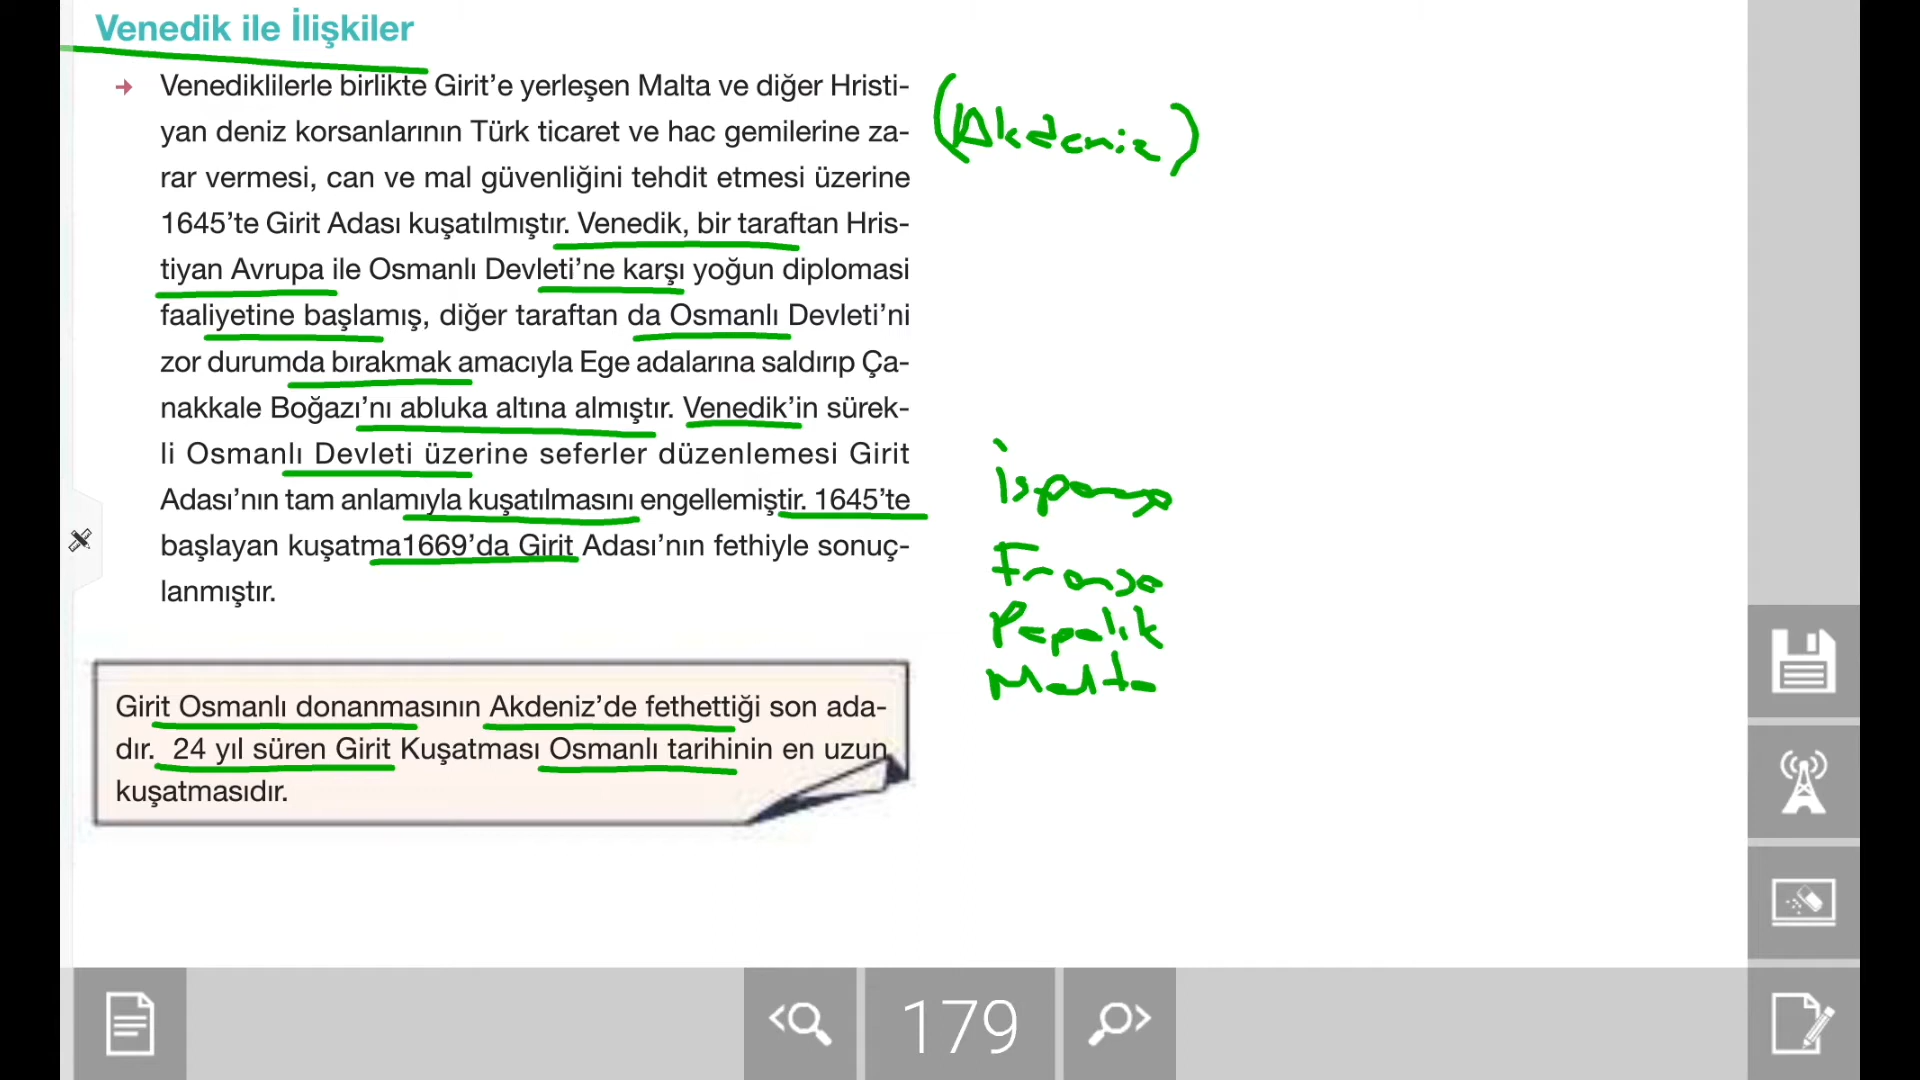 Venedik ile İlişkiler
Venediklilerle birlikte Girit’e yerleşen Malta ve diğer Hristi-
yan deniz korsanlarının Türk ticaret ve hac gemilerine za-
rar vermesi, can ve mal güvenliğini tehdit etmesi üzerine
1645’te Girit Adası kuşatılmıştır. Venedik, bir taraftan Hris-
tiyan Avrupa ile Osmanlı Devleti’ne karşı yoğun diplomasi
faaliyetine başlamış, diğer taraftan da Osmanlı Devleti’ni
zor durumda bırakmak amacıyla Ege adalarına saldırıp Ça-
nakkale Boğazı’nı abluka altına almıştır. Venedik’in sürek-
li Osmanlı Devleti üzerine seferler düzenlemesi Girit
Adası’nın tam anlamıyla kuşatılmasını engellemiştir. 1645’te
başlayan kuşatma1669’da Girit Adası’nın fethiyle sonuç-
lanmıştır.
Girit Osmanlı donanmasının Akdeniz’de fethettiği son ada-
dır. 24 yıl süren Girit Kuşatması Osmanlı tarihinin en uzun
kuşatmasıdır.
(Akdeniz)
İspanya
Fransa
Papalık
Malta
179